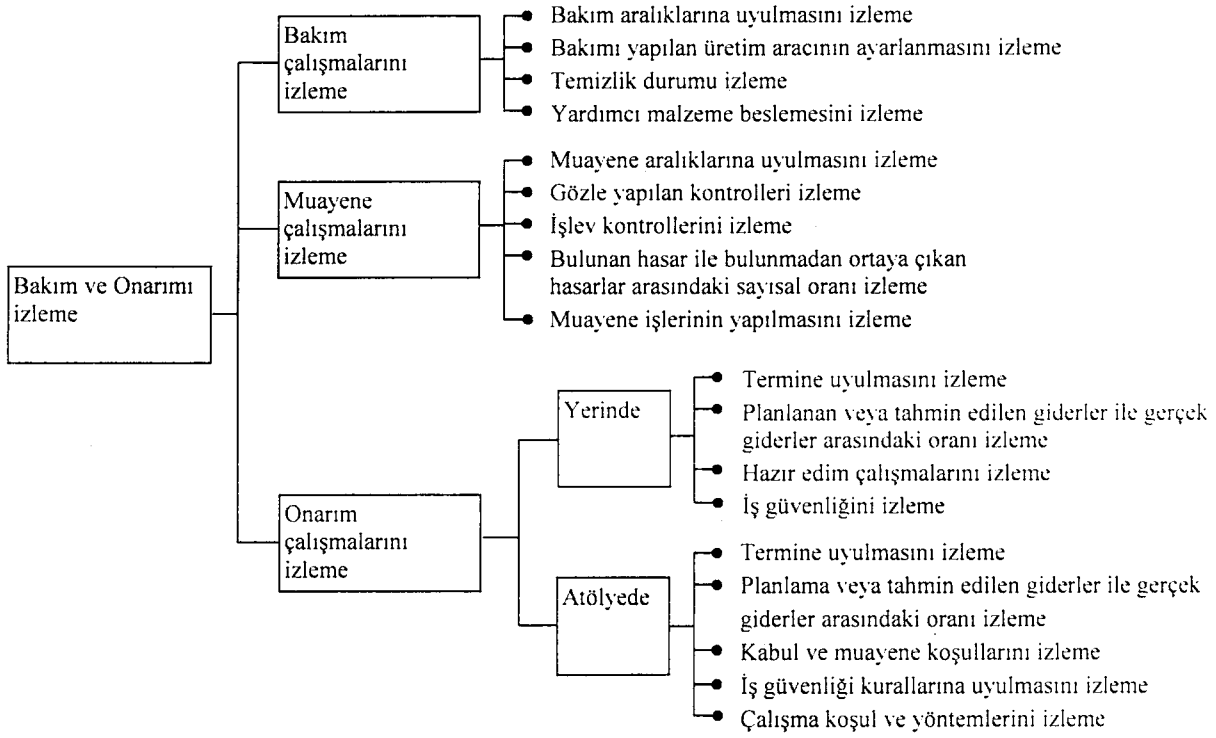 Bakım
çalışmalarını
izleme
Bakım aralıklarına uyulmasını izleme
Bakımı yapılan üretim aracının ayarlanmasını izleme
Temizlik durumu izleme
Yardımcı malzeme beslemesini izleme
Muayene
çalışmalarını
izleme
Muayene aralıklarına uyulmasını izleme
Gözle yapılan kontrolleri izleme
İşlev kontrollerini izleme
Bulunan hasar ile bulunmadan ortaya çıkan
hasarlar arasındaki sayısal oranı izleme
Muayene işlerinin yapılmasını izleme
Bakım ve Onarımı
izleme
Onarım
çalışmalarını
izleme
Yerinde
Termine uyulmasını izleme
Planlanan veya tahmin edilen giderler ile gerçek
giderler arasındaki oranı izleme
Hazır edim çalışmalarını izleme
İş güvenliğini izleme
Atölyede
Termine uyulmasını izleme
Planlama veya tahmin edilen giderler ile gerçek
giderler arasındaki oranı izleme
Kabul ve muayene koşullarını izleme
İş güvenliği kurallarına uyulmasını izleme
Çalışma koşul ve yöntemlerini izleme